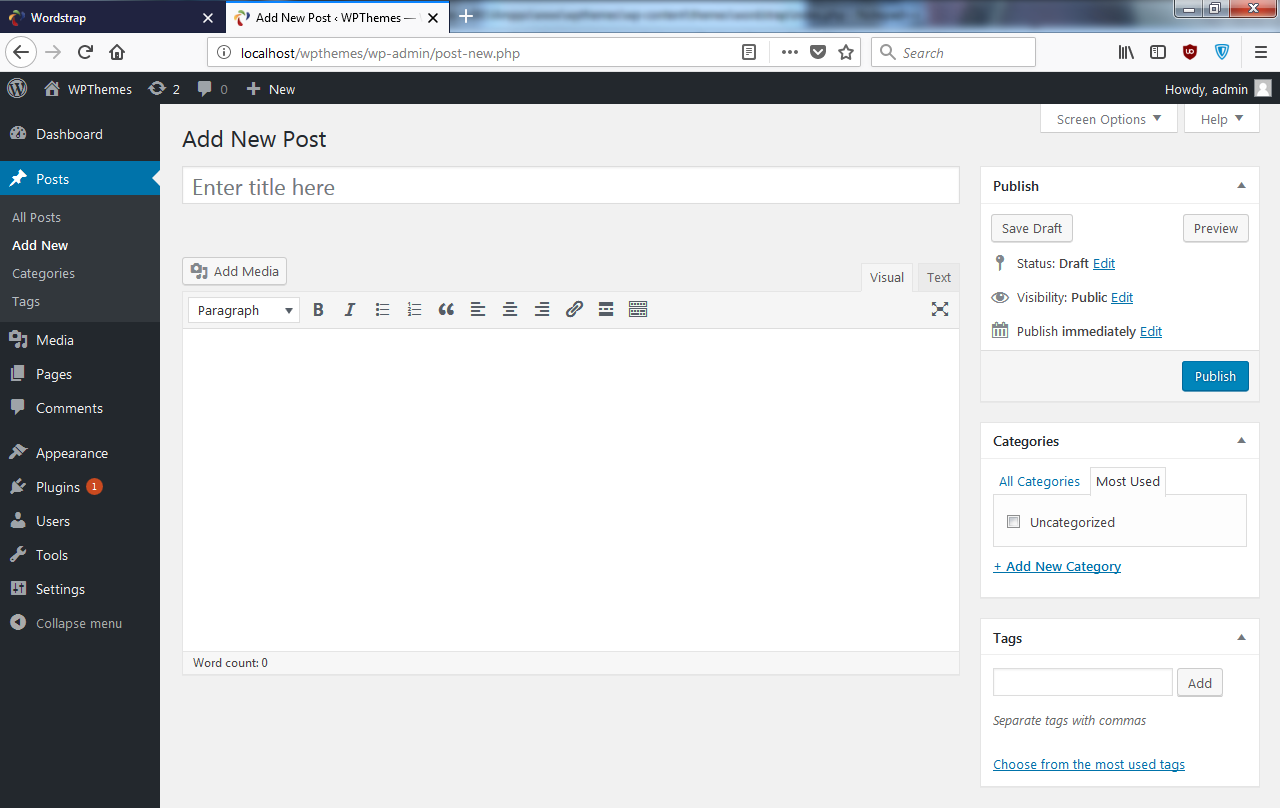 Wordstrap
Add New Post ‹ WPThemes —
localhost/wpthemes/wp-admin/post-new.php
Search
WPThemes 2 0 New
Howdy, admin
Dashboard
Posts
All Posts
Add New
Categories
Tags
Media
Pages
Comments
Appearance
Plugins 1
Users
Tools
Settings
Collapse menu
Screen Options
Help
Add New Post
Enter title here
Add Media
Visual
Text
Paragraph
B
I
Word count: 0
Publish
Save Draft
Preview
Status: Draft Edit
Visibility: Public Edit
Publish immediately Edit
Publish
Categories
All Categories
Most Used
Uncategorized
+ Add New Category
Tags
Add
Separate tags with commas
Choose from the most used tags